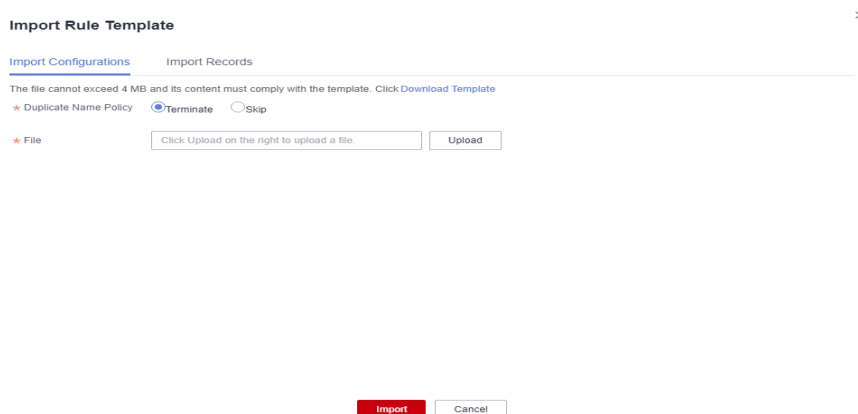 Import Rule Template
Import Configurations Import Records
The file cannot exceed 4 MB and its content must comply with the template. Click Download Template
* Duplicate Name Policy Terminate Skip
* File Click Upload on the right to upload a file. Upload
Import Cancel